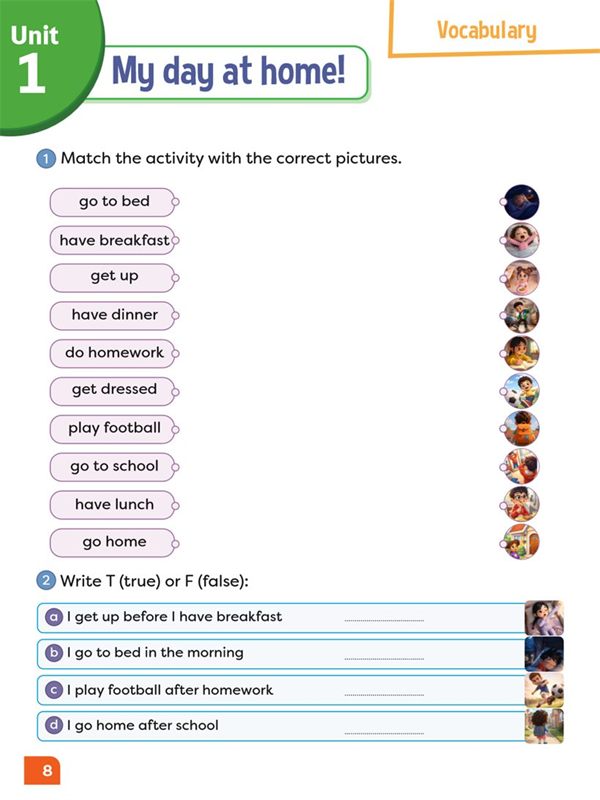 Unit
1
My day at home!
Vocabulary
1 Match the activity with the correct pictures.
go to bed
have breakfast
get up
have dinner
do homework
get dressed
play football
go to school
have lunch
go home
2 Write T (true) or F (false):
a I get up before I have breakfast ........................
b I go to bed in the morning ........................
c I play football after homework ........................
d I go home after school ........................
8